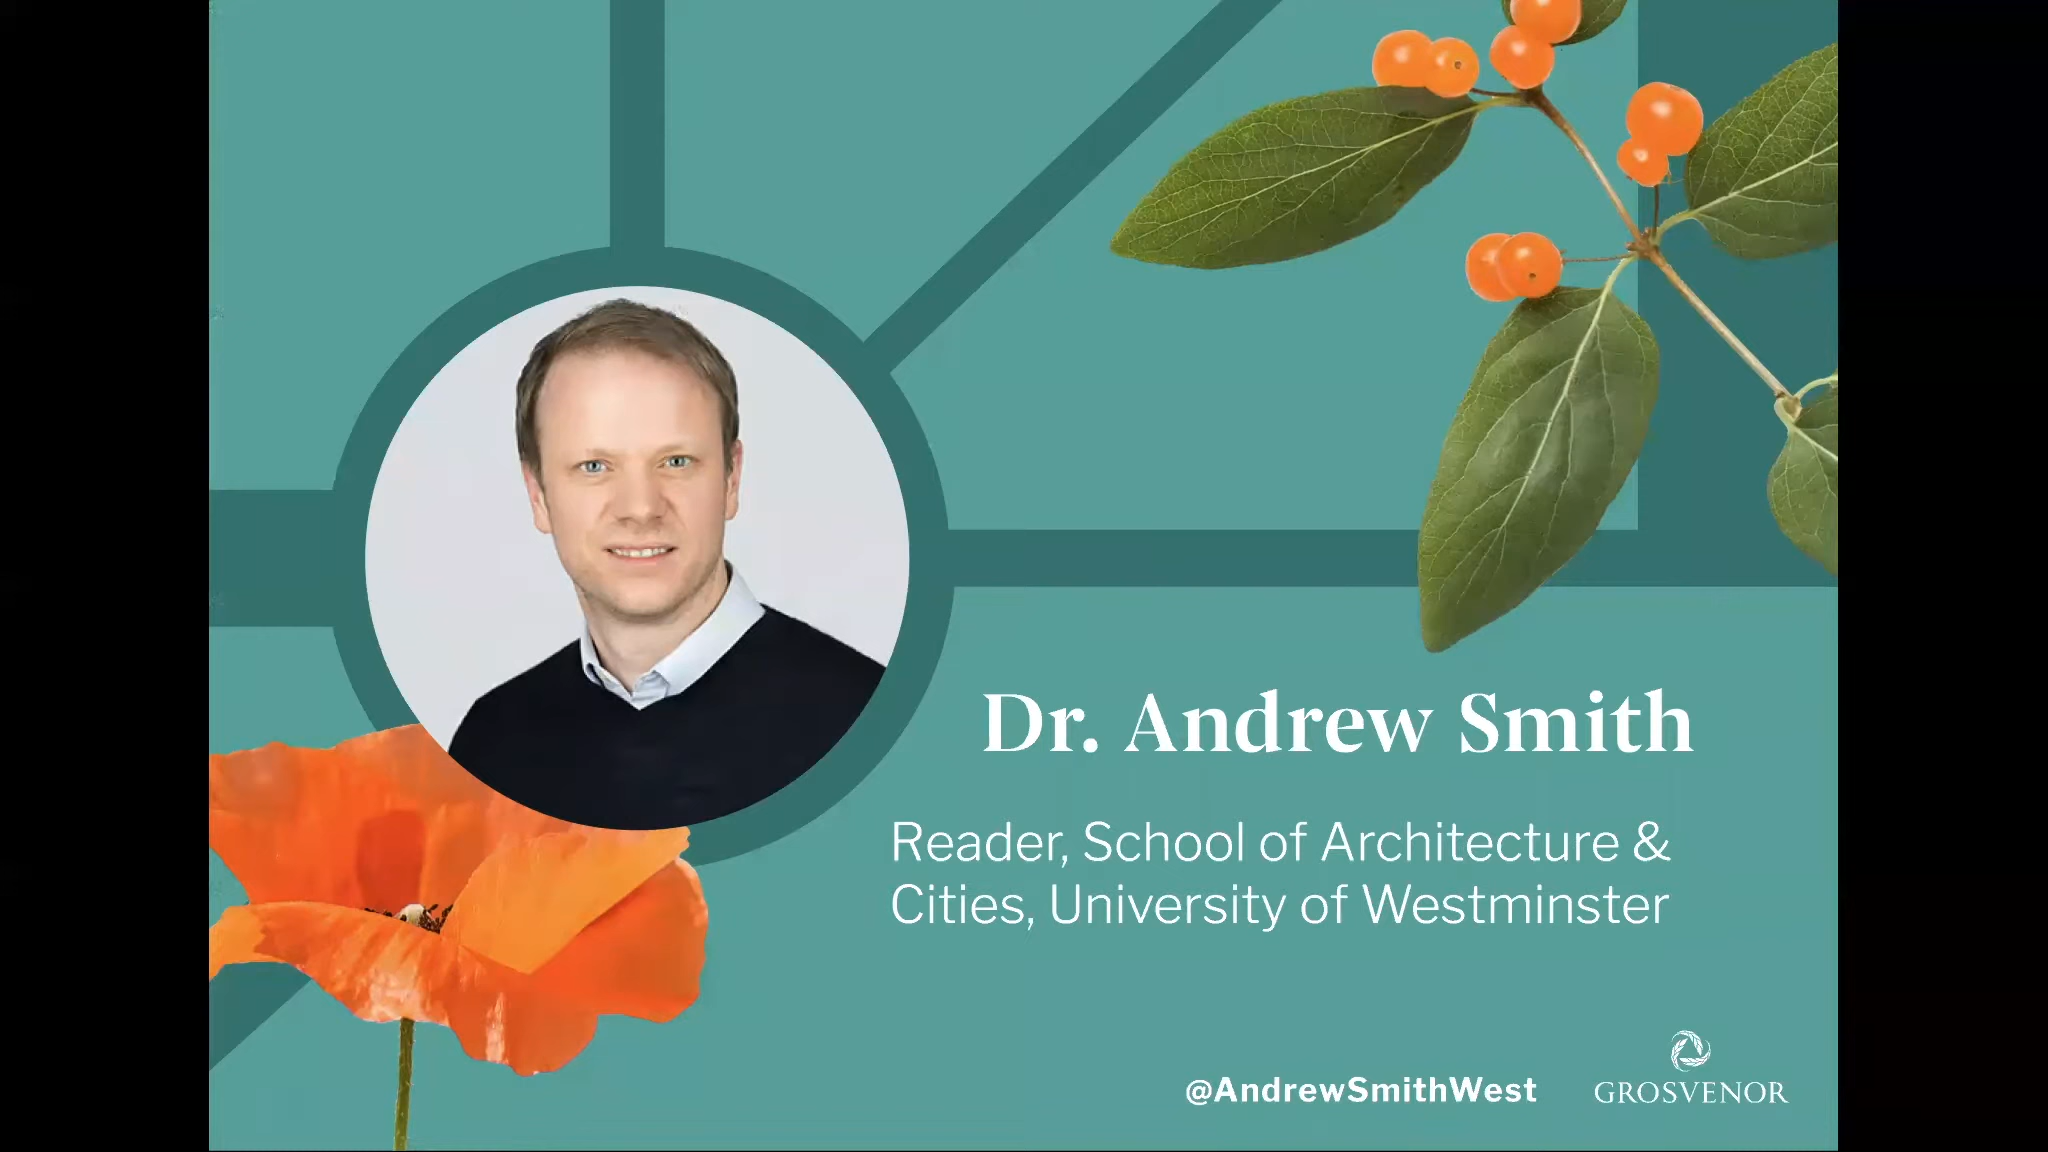 Dr. Andrew Smith
Reader, School of Architecture &
Cities, University of Westminster
@AndrewSmithWest
GROSVENOR